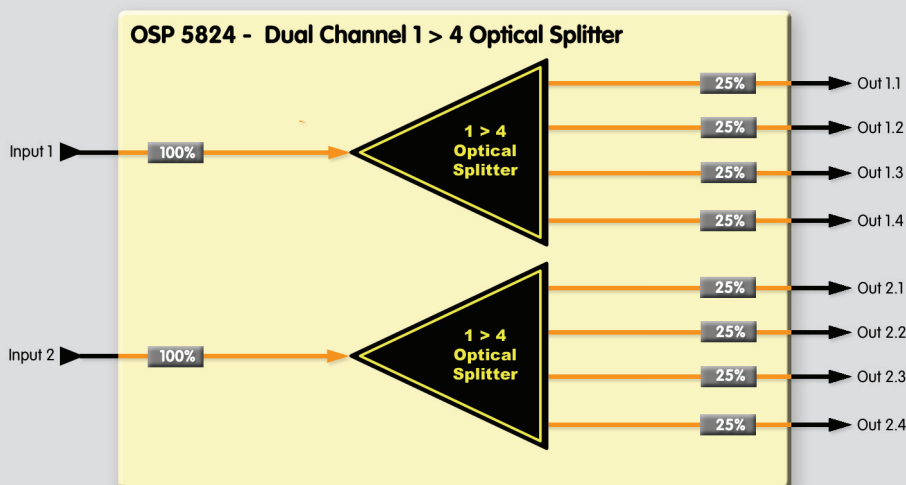 OSP 5824 - Dual Channel 1 > 4 Optical Splitter
Input 1
100%
1 > 4
Optical
Splitter
25%
Out 1.1
25%
Out 1.2
25%
Out 1.3
25%
Out 1.4
Input 2
100%
1 > 4
Optical
Splitter
25%
Out 2.1
25%
Out 2.2
25%
Out 2.3
25%
Out 2.4